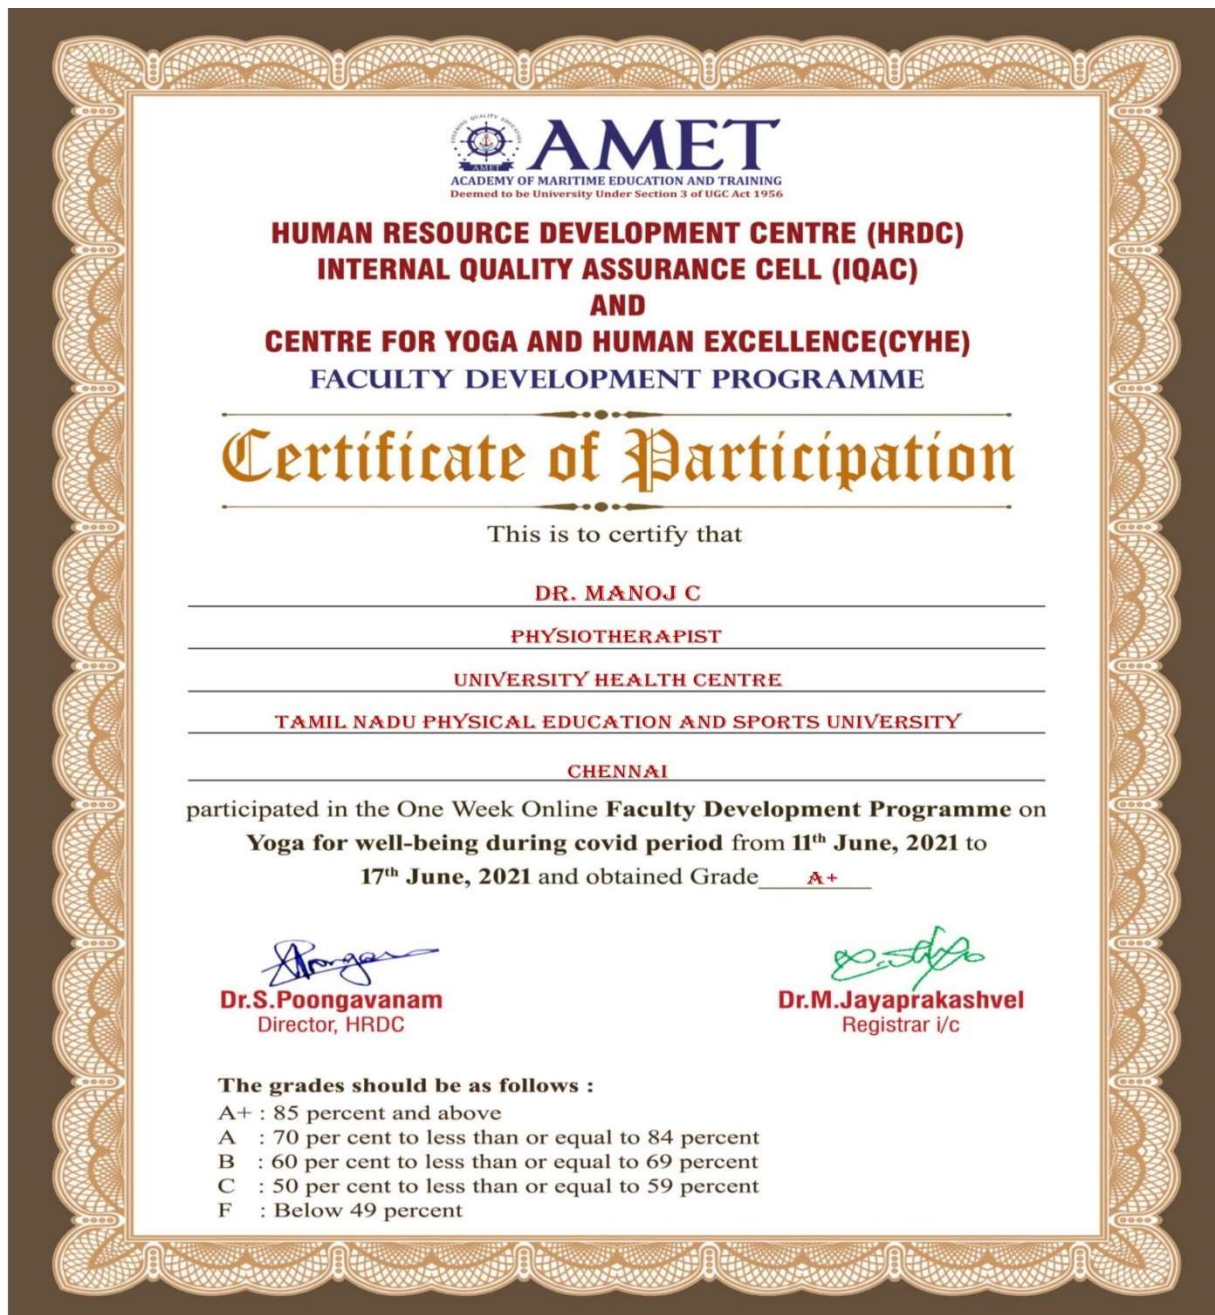 STEERING QUALITY EDUCATION
AMET
AMET
ACADEMY OF MARITIME EDUCATION AND TRAINING
Deemed to be University Under Section 3 of UGC Act 1956
HUMAN RESOURCE DEVELOPMENT CENTRE (HRDC)
INTERNAL QUALITY ASSURANCE CELL (IQAC)
AND
CENTRE FOR YOGA AND HUMAN EXCELLENCE(CYHE)
FACULTY DEVELOPMENT PROGRAMME
Certificate of Participation
This is to certify that
DR. MANOJ C
PHYSIOTHERAPIST
UNIVERSITY HEALTH CENTRE
TAMIL NADU PHYSICAL EDUCATION AND SPORTS UNIVERSITY
CHENNAI
participated in the One Week Online Faculty Development Programme on
Yoga for well-being during covid period from 11th June, 2021 to
17th June, 2021 and obtained Grade A+
Dr.S.Poongavanam
Director, HRDC
Dr.M.Jayaprakashvel
Registrar i/c
The grades should be as follows :
A+ : 85 percent and above
A : 70 per cent to less than or equal to 84 percent
B : 60 per cent to less than or equal to 69 percent
C : 50 per cent to less than or equal to 59 percent
F : Below 49 percent